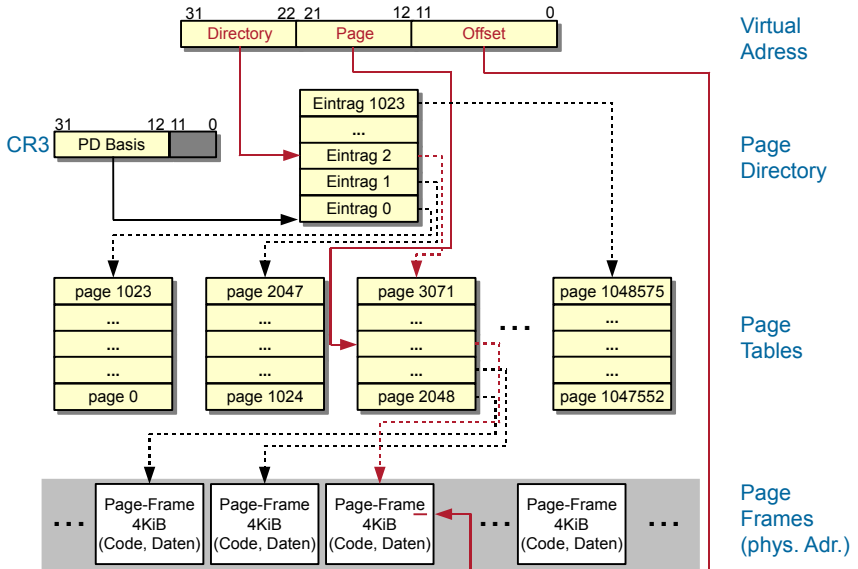 31 22 21 12 11 0
Directory Page Offset
Virtual
Adress
CR3
31 12 11 0
PD Basis
Eintrag 1023
...
Eintrag 2
Eintrag 1
Eintrag 0
Page
Directory
page 1023
...
...
...
page 0
page 2047
...
...
...
page 1024
page 3071
...
...
...
page 2048
...
page 1048575
...
...
...
page 1047552
Page
Tables
...
Page-Frame
4KiB
(Code, Daten)
Page-Frame
4KiB
(Code, Daten)
Page-Frame
4KiB
(Code, Daten)
...
Page-Frame
4KiB
(Code, Daten)
...
Page
Frames
(phys. Adr.)